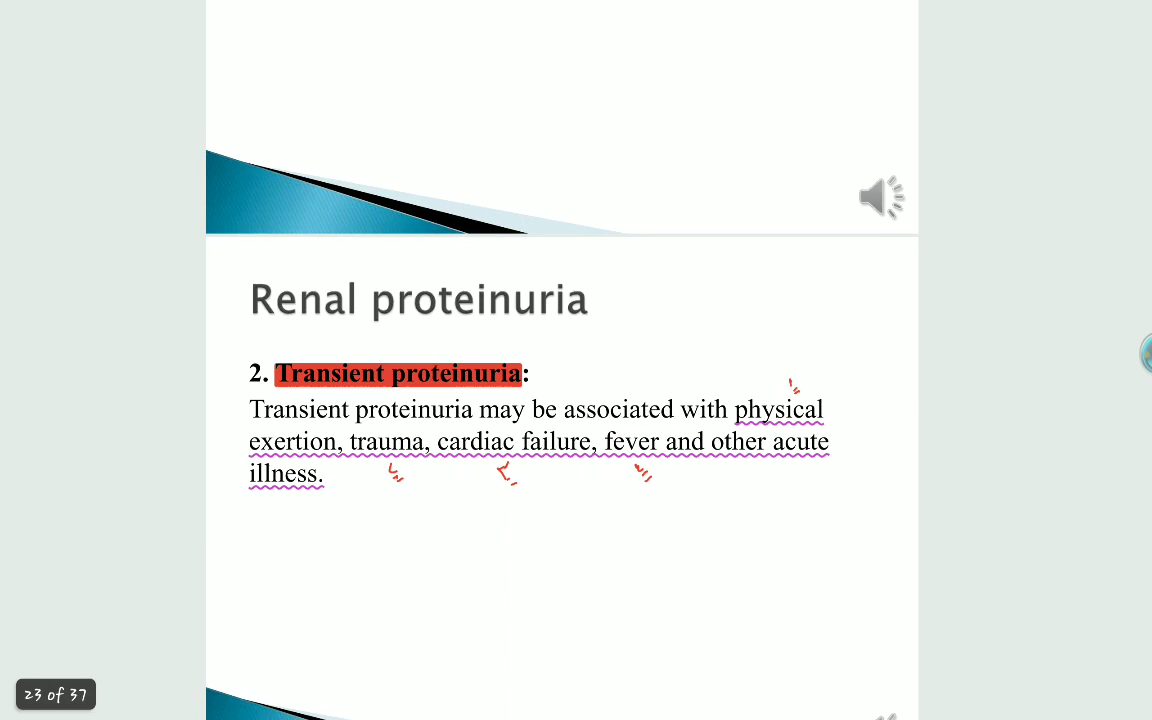 Renal proteinuria
2. Transient proteinuria:
Transient proteinuria may be associated with physical
exertion, trauma, cardiac failure, fever and other acute
illness.
23 of 37